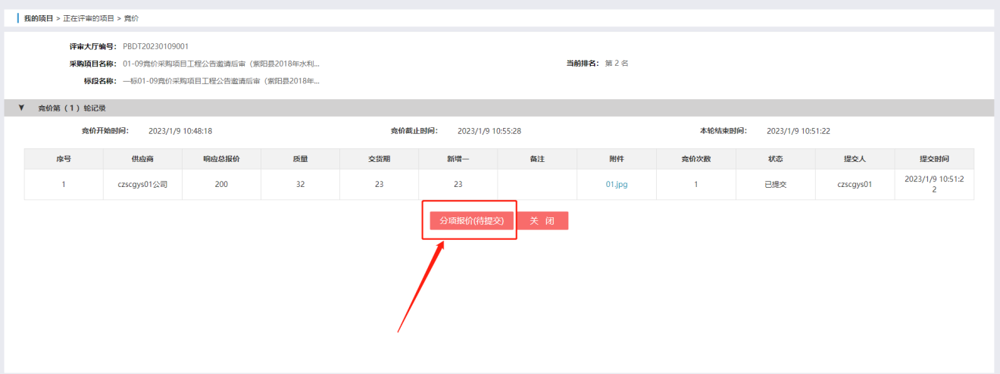 我的项目 > 正在评审的项目 > 竞价
评审大厅编号： PBDT20230109001
采购项目名称： 01-09竞价采购项目工程公告邀请后审（紫阳县2018年水利...
当前排名： 第 2 名
标段名称： 一标01-09竞价采购项目工程公告邀请后审（紫阳县2018年...
▼ 竞价第（ 1 ）轮记录
竞价开始时间： 2023/1/9 10:48:18 竞价截止时间： 2023/1/9 10:55:28 本轮结束时间： 2023/1/9 10:51:22
序号 供应商 响应总报价 质量 交货期 新增一 备注 附件 竞价次数 状态 提交人 提交时间
1 czscgys01公司 200 32 23 23 01.jpg 1 已提交 czscgys01 2023/1/9 10:51:2
2
分项报价(待提交) 关 闭